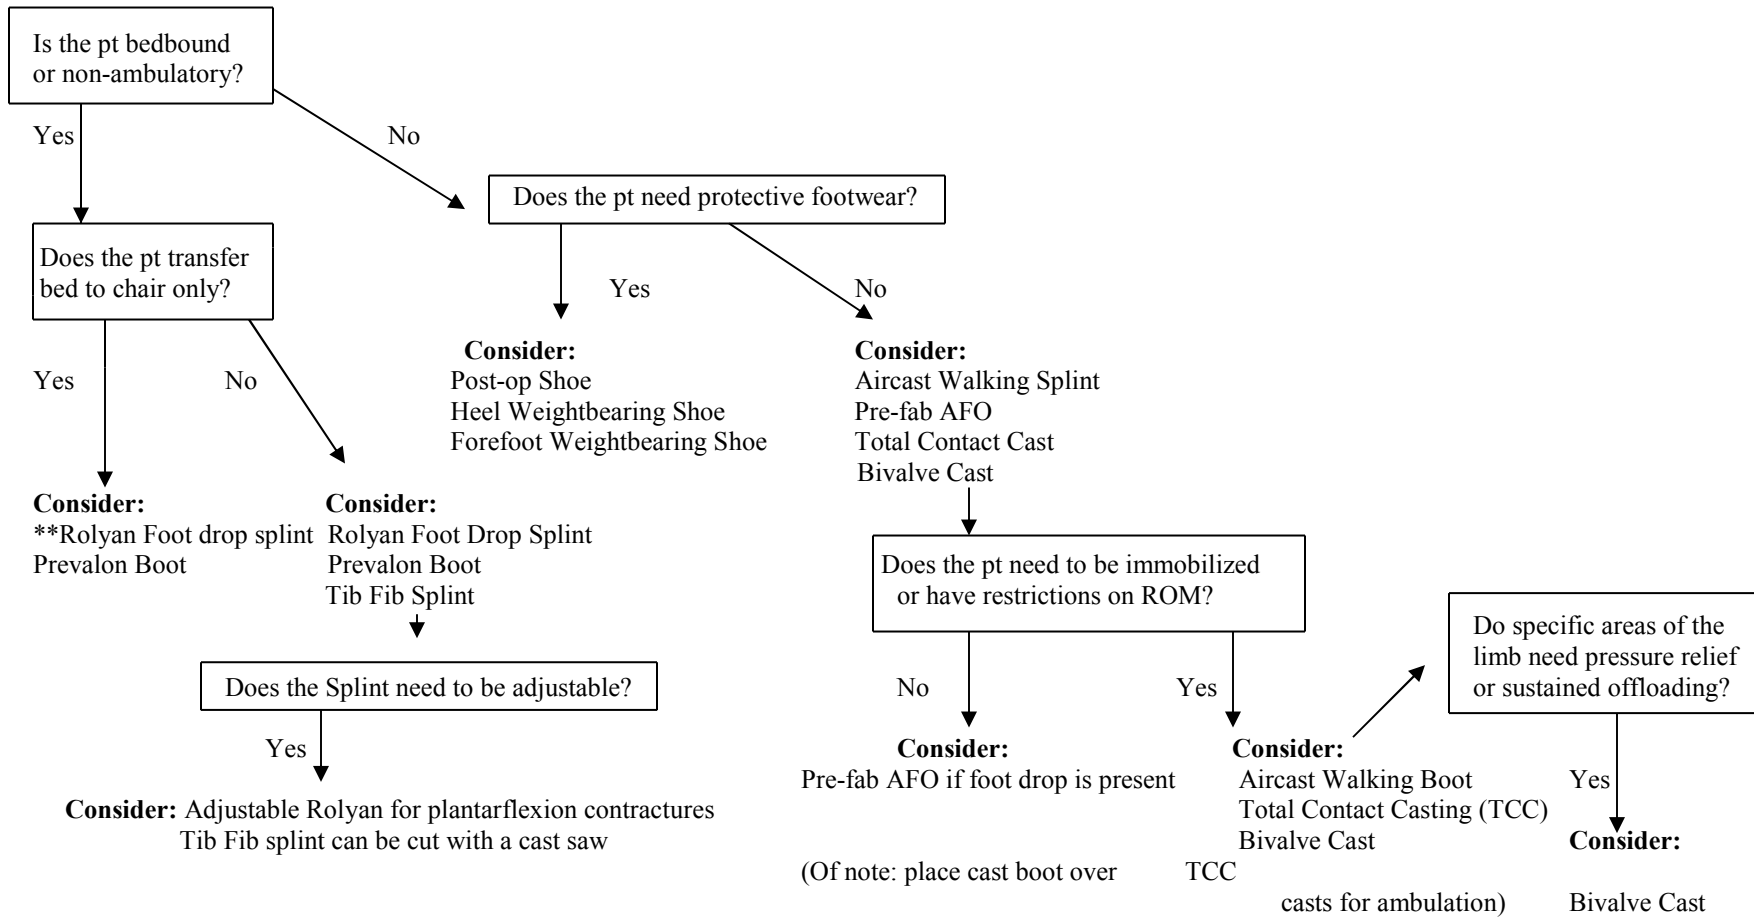 Is the pt bedbound
or non-ambulatory?
Yes
No
Does the pt need protective footwear?
Does the pt transfer
bed to chair only?
Yes
No
Yes
No
Consider:
Post-op Shoe
Heel Weightbearing Shoe
Forefoot Weightbearing Shoe
Consider:
Aircast Walking Splint
Pre-fab AFO
Total Contact Cast
Bivalve Cast
Consider:
**Rolyan Foot drop splint
Prevalon Boot
Consider:
Rolyan Foot Drop Splint
Prevalon Boot
Tib Fib Splint
Does the pt need to be immobilized
or have restrictions on ROM?
Do specific areas of the
limb need pressure relief
or sustained offloading?
Does the Splint need to be adjustable?
Yes
No
Yes
Consider: Adjustable Rolyan for plantarflexion contractures
Tib Fib splint can be cut with a cast saw
Consider:
Pre-fab AFO if foot drop is present
Consider:
Aircast Walking Boot
Total Contact Casting (TCC)
Bivalve Cast
Yes
Consider:
Bivalve Cast
(Of note: place cast boot over TCC
casts for ambulation)